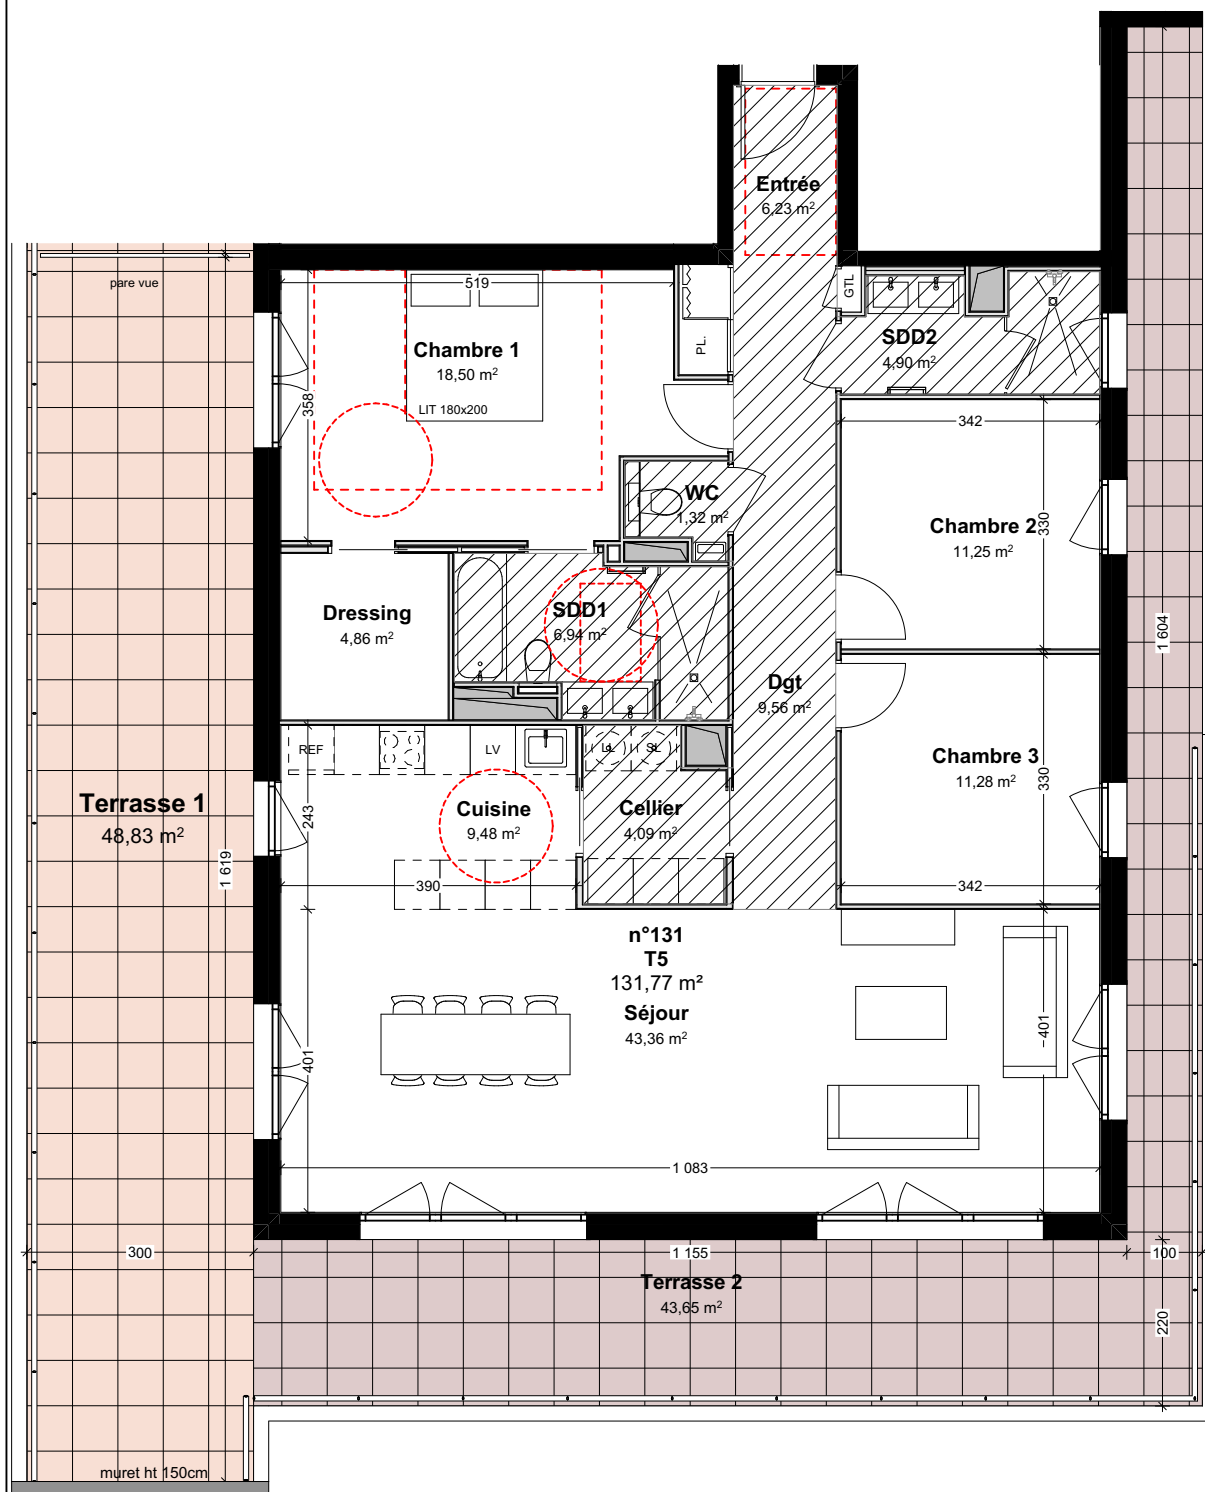 Entrée
6,23 m²
pare vue
519
GTL
Chambre 1
18,50 m²
PL.
SDD2
4,90 m²
LIT 180x200
358
342
WC
1,32 m²
Chambre 2
11,25 m²
330
Dressing
4,86 m²
SDD1
6,94 m²
1 604
Dgt
9,56 m²
REF
LV
LL
SL
Chambre 3
11,28 m²
330
Terrasse 1
48,83 m²
243
Cuisine
9,48 m²
Cellier
4,09 m²
1 619
390
342
n°131
T5
131,77 m²
Séjour
43,36 m²
401
401
1 083
300
1 155
100
Terrasse 2
43,65 m²
220
muret ht 150cm